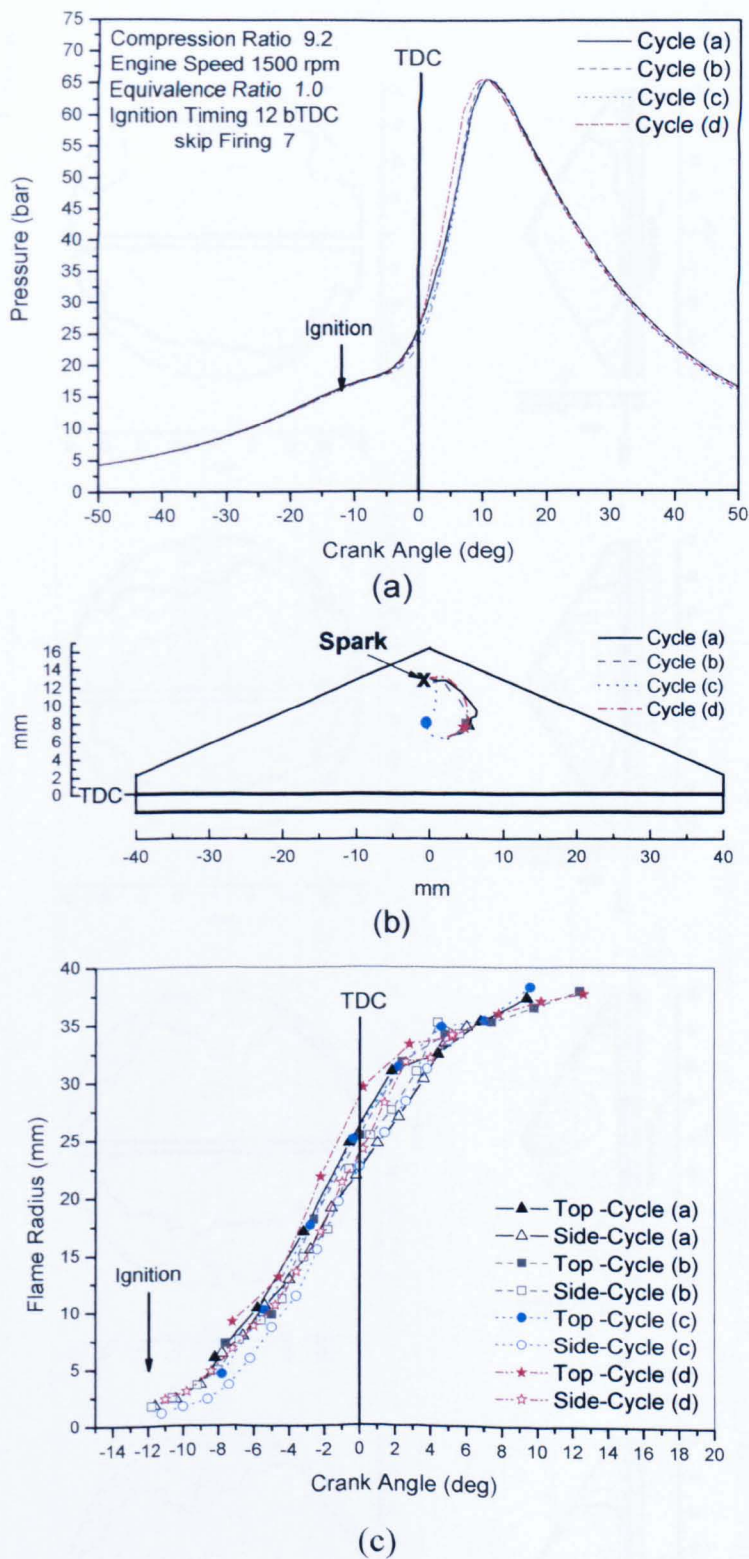 Compression Ratio 9.2
Engine Speed 1500 rpm
Equivalence Ratio 1.0
Ignition Timing 12 bTDC
skip Firing 7
TDC
Cycle (a)
Cycle (b)
Cycle (c)
Cycle (d)
Ignition
75
70
65
60
55
50
45
40
35
30
25
20
15
10
5
0
Pressure (bar)
-50 -40 -30 -20 -10 0 10 20 30 40 50
Crank Angle (deg)
(a)
Spark
Cycle (a)
Cycle (b)
Cycle (c)
Cycle (d)
16
14
12
10
8
6
4
2
0
mm
TDC
-40 -30 -20 -10 0 10 20 30 40
mm
(b)
40
35
30
25
20
15
10
5
0
Flame Radius (mm)
TDC
Ignition
Top -Cycle (a)
Side-Cycle (a)
Top -Cycle (b)
Side-Cycle (b)
Top -Cycle (c)
Side-Cycle (c)
Top -Cycle (d)
Side-Cycle (d)
-14 -12 -10 -8 -6 -4 -2 0 2 4 6 8 10 12 14 16 18 20
Crank Angle (deg)
(c)